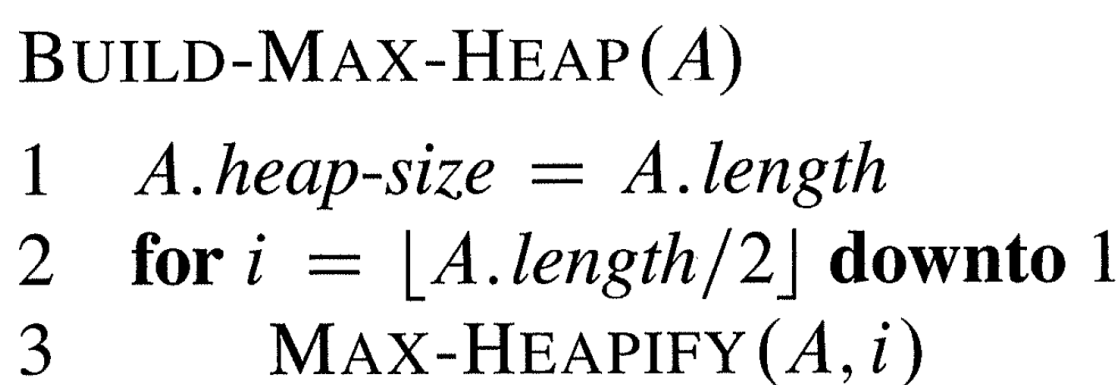 BUILD-MAX-HEAP(A)
1 A.heap-size = A.length
2 for i = ⌊A.length/2⌋ downto 1
3 MAX-HEAPIFY(A, i)